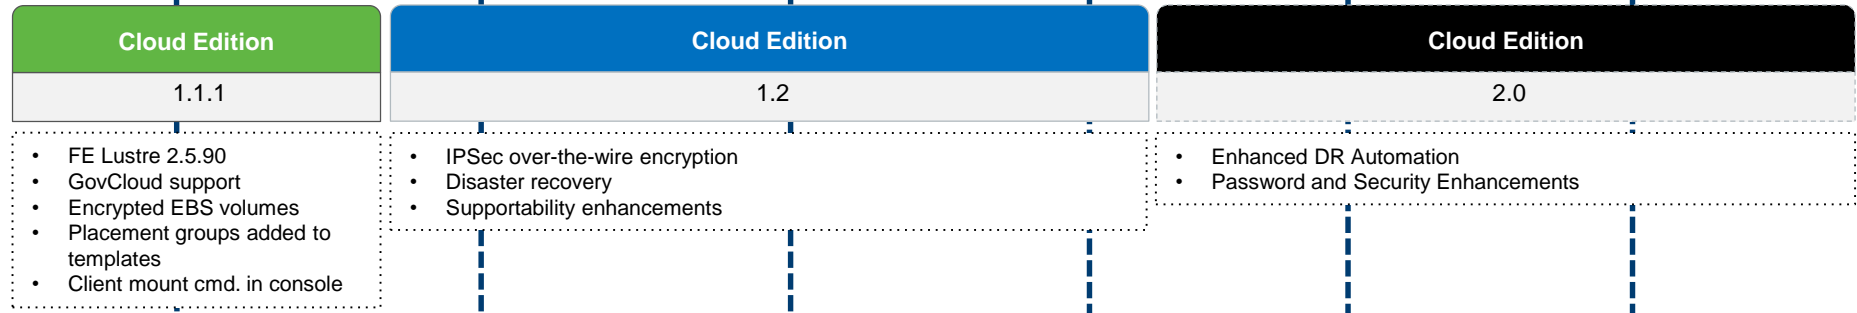 Cloud Edition
1.1.1
• FE Lustre 2.5.90
• GovCloud support
• Encrypted EBS volumes
• Placement groups added to
templates
• Client mount cmd. in console
Cloud Edition
1.2
• IPSec over-the-wire encryption
• Disaster recovery
• Supportability enhancements
Cloud Edition
2.0
• Enhanced DR Automation
• Password and Security Enhancements